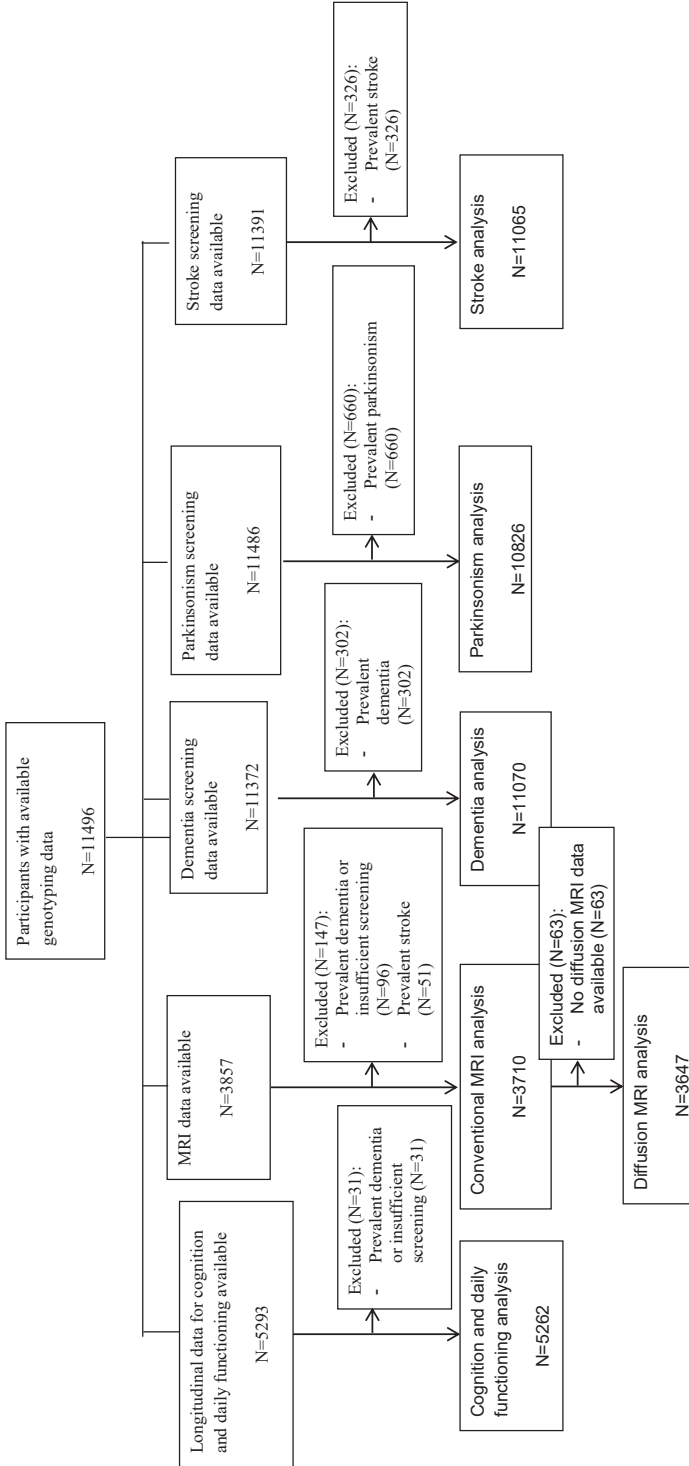 Participants with available
genotyping data
N=11496
Longitudinal data for cognition
and daily functioning available
N=5293
MRI data available
N=3857
Dementia screening
data available
N=11372
Parkinsonism screening
data available
N=11486
Stroke screening
data available
N=11391
Excluded (N=31):
- Prevalent dementia
or insufficient
screening (N=31)
Excluded (N=147):
- Prevalent dementia or
insufficient screening
(N=96)
- Prevalent stroke
(N=51)
Excluded (N=302):
- Prevalent
dementia
(N=302)
Excluded (N=660):
- Prevalent parkinsonism
(N=660)
Excluded (N=326):
- Prevalent stroke
(N=326)
Cognition and daily
functioning analysis
N=5262
Conventional MRI analysis
N=3710
Dementia analysis
N=11070
Parkinsonism analysis
N=10826
Stroke analysis
N=11065
Excluded (N=63):
- No diffusion MRI data
available (N=63)
Diffusion MRI analysis
N=3647